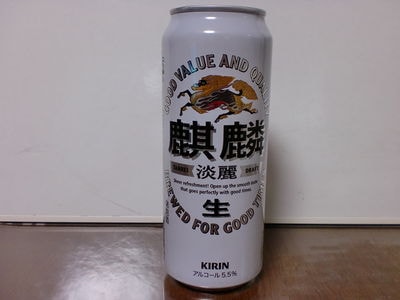 GOOD VALUE AND QUALITY
麒麟
TANREI 淡麗 DRAFT
Sheer refreshment! Open up the smooth taste
that goes perfectly with good times.
生
BREWED FOR GOOD TIMES
KIRIN
アルコール5.5%